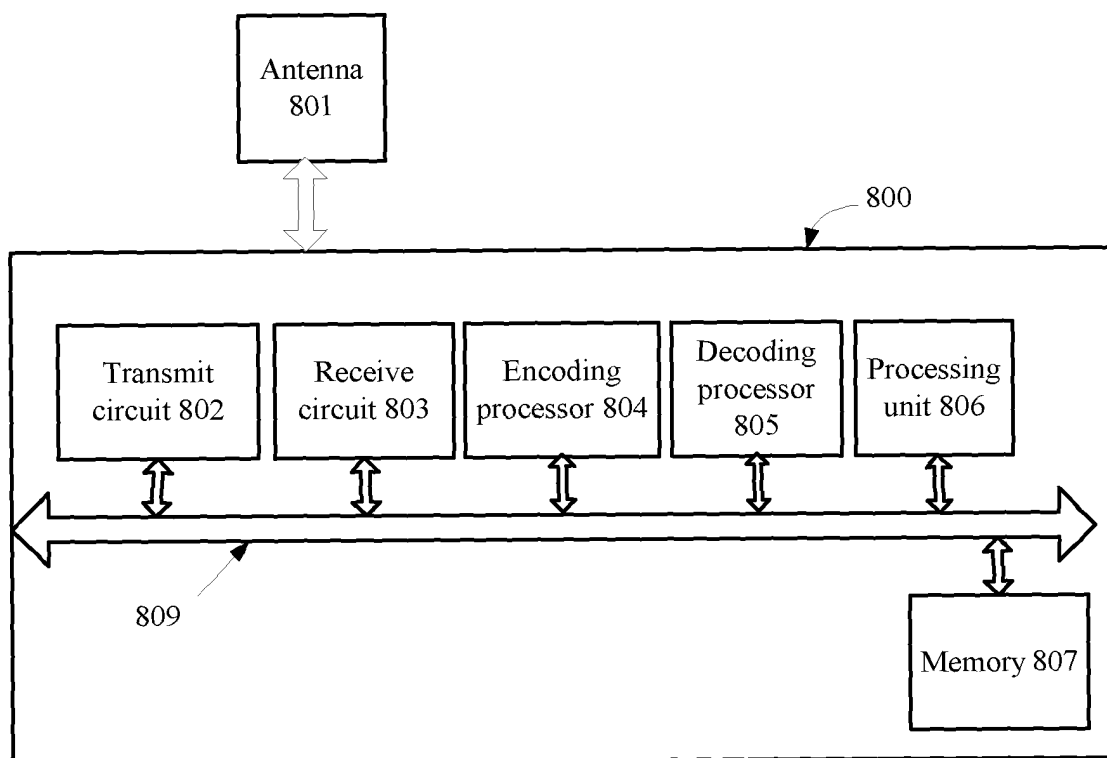 Antenna
801
800
Transmit
circuit 802
Receive
circuit 803
Encoding
processor 804
Decoding
processor
805
Processing
unit 806
809
Memory 807